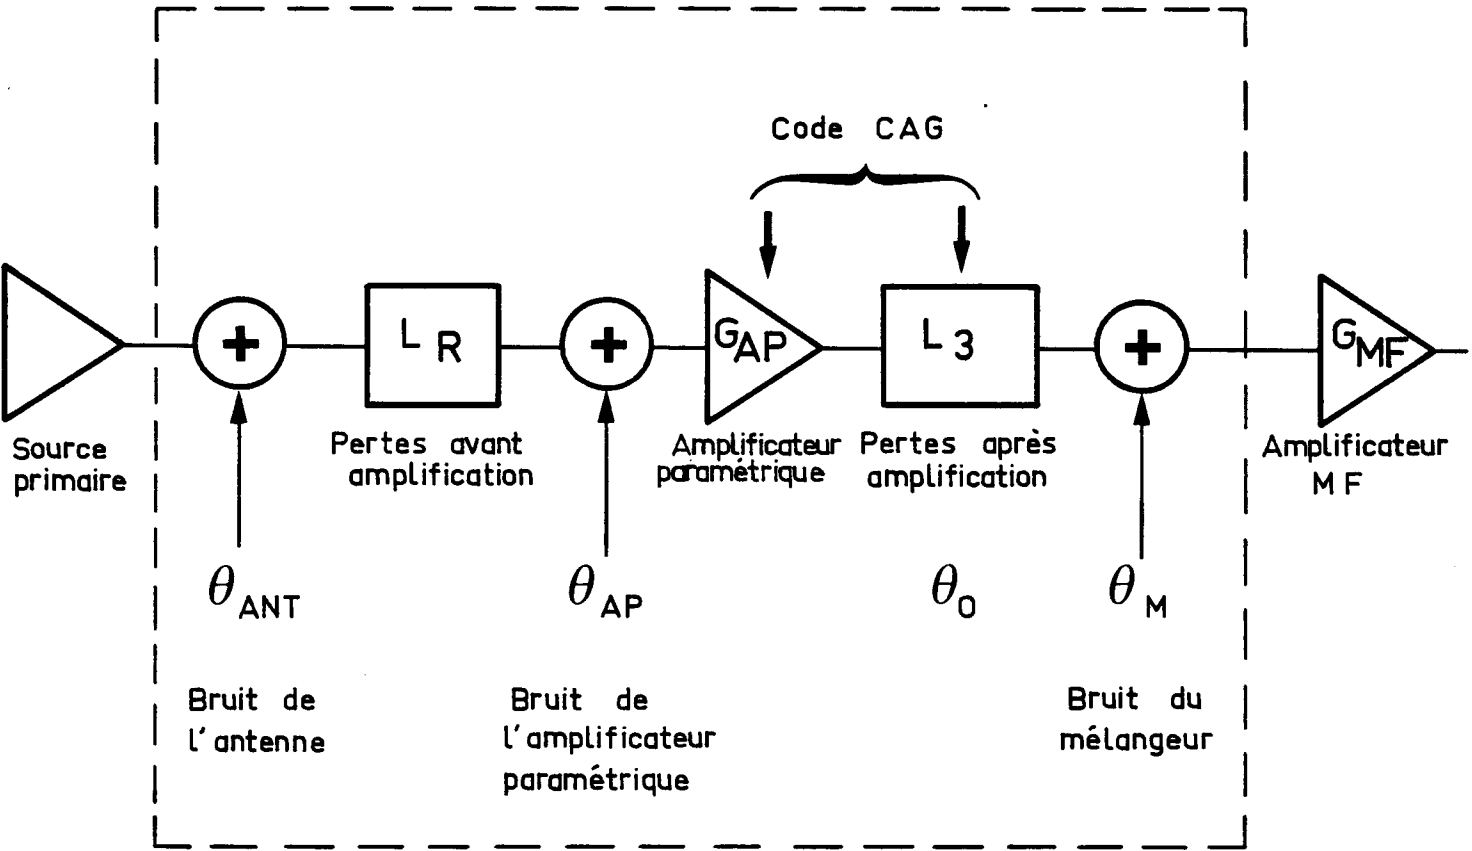 Code CAG
+
L R
+
G AP
L 3
+
G MF
Source
primaire
Pertes avant
amplification
Amplificateur
paramétrique
Pertes après
amplification
Amplificateur
MF
θ ANT
θ AP
θ 0
θ M
Bruit de
l'antenne
Bruit de
l'amplificateur
paramétrique
Bruit du
mélangeur